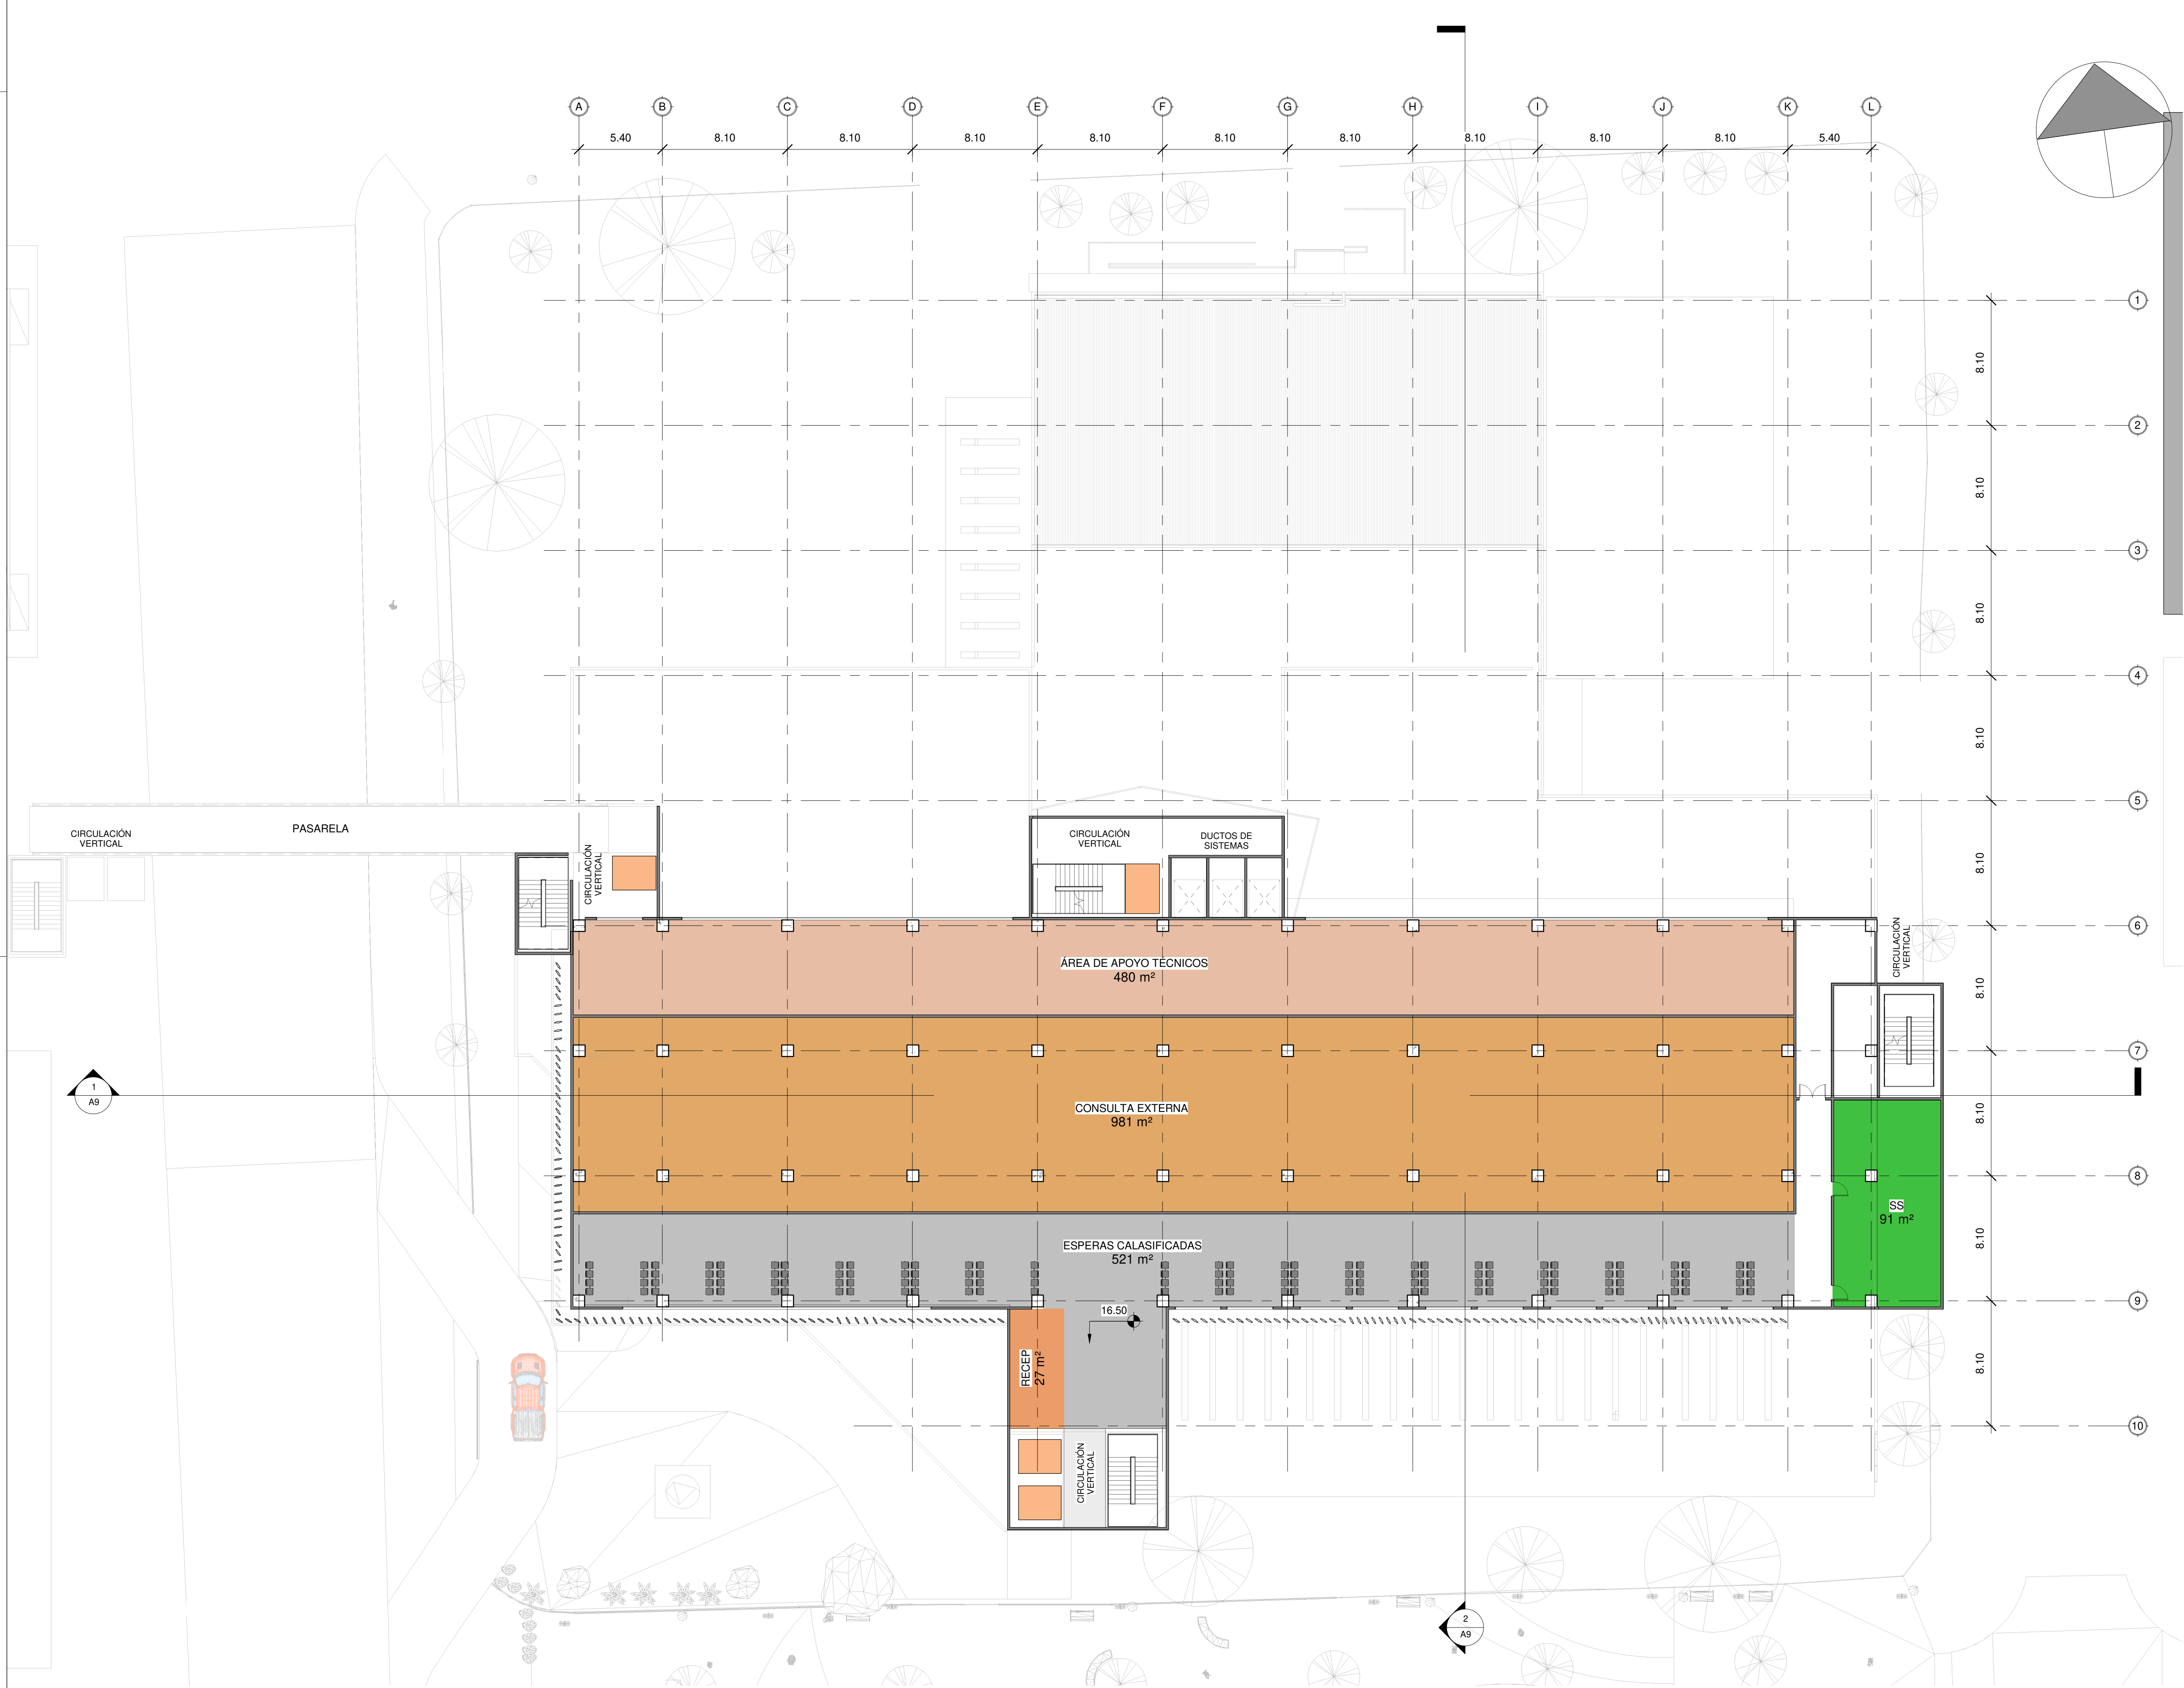 A B C D E F G H I J K L
5.40 8.10 8.10 8.10 8.10 8.10 8.10 8.10 8.10 8.10 5.40
1
8.10
2
8.10
3
8.10
4
8.10
5
8.10
6
8.10
7
8.10
8
8.10
9
8.10
10
CIRCULACIÓN
VERTICAL
PASARELA
CIRCULACIÓN
VERTICAL
CIRCULACIÓN
VERTICAL
DUCTOS DE
SISTEMAS
CIRCULACIÓN
VERTICAL
ÁREA DE APOYO TÉCNICOS
480 m²
CONSULTA EXTERNA
981 m²
1
A9
SS
91 m²
ESPERAS CALASIFICADAS
521 m²
16.50
RECEP
27 m²
CIRCULACIÓN
VERTICAL
2
A9